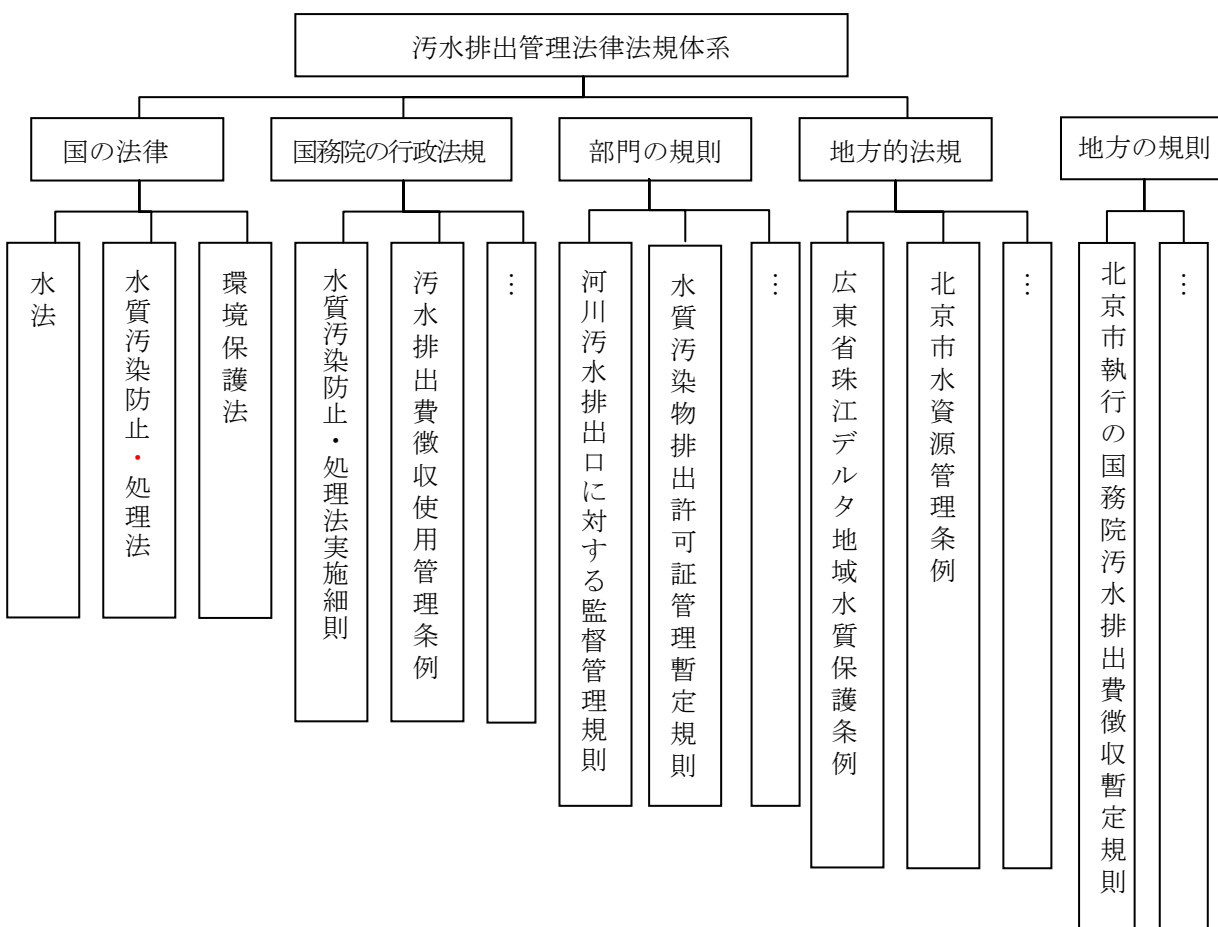 汚水排出管理法律法規体系
国の法律
国務院の行政法規
部門の規則
地方的法規
地方の規則
水法
水質汚染防止・処理法
環境保護法
水質汚染防止・処理法実施細則
汚水排出費徴収使用管理条例
…
河川汚水排出口に対する監督管理規則
水質汚染物排出許可証管理暫定規則
…
広東省珠江デルタ地域水質保護条例
北京市水資源管理条例
…
北京市執行の国務院汚水排出費徴収暫定規則
…